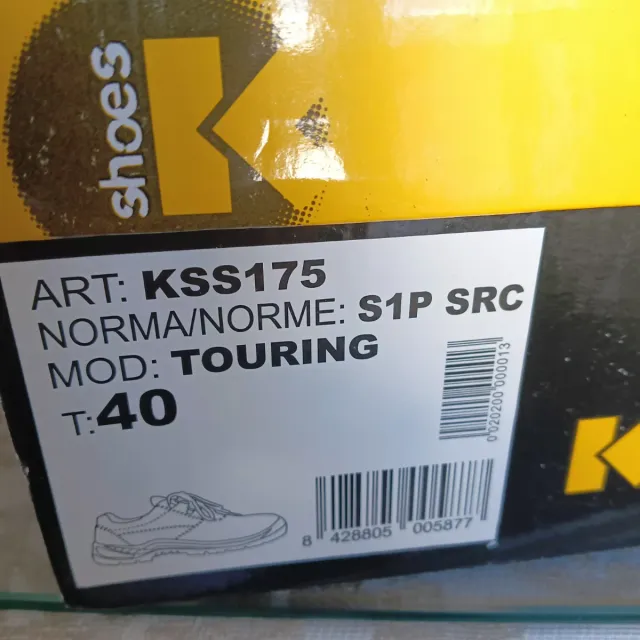 shoes
K
ART: KSS175
NORMA/NORME: S1P SRC
MOD: TOURING
T:40
0020200000013
8 428805 005877
K